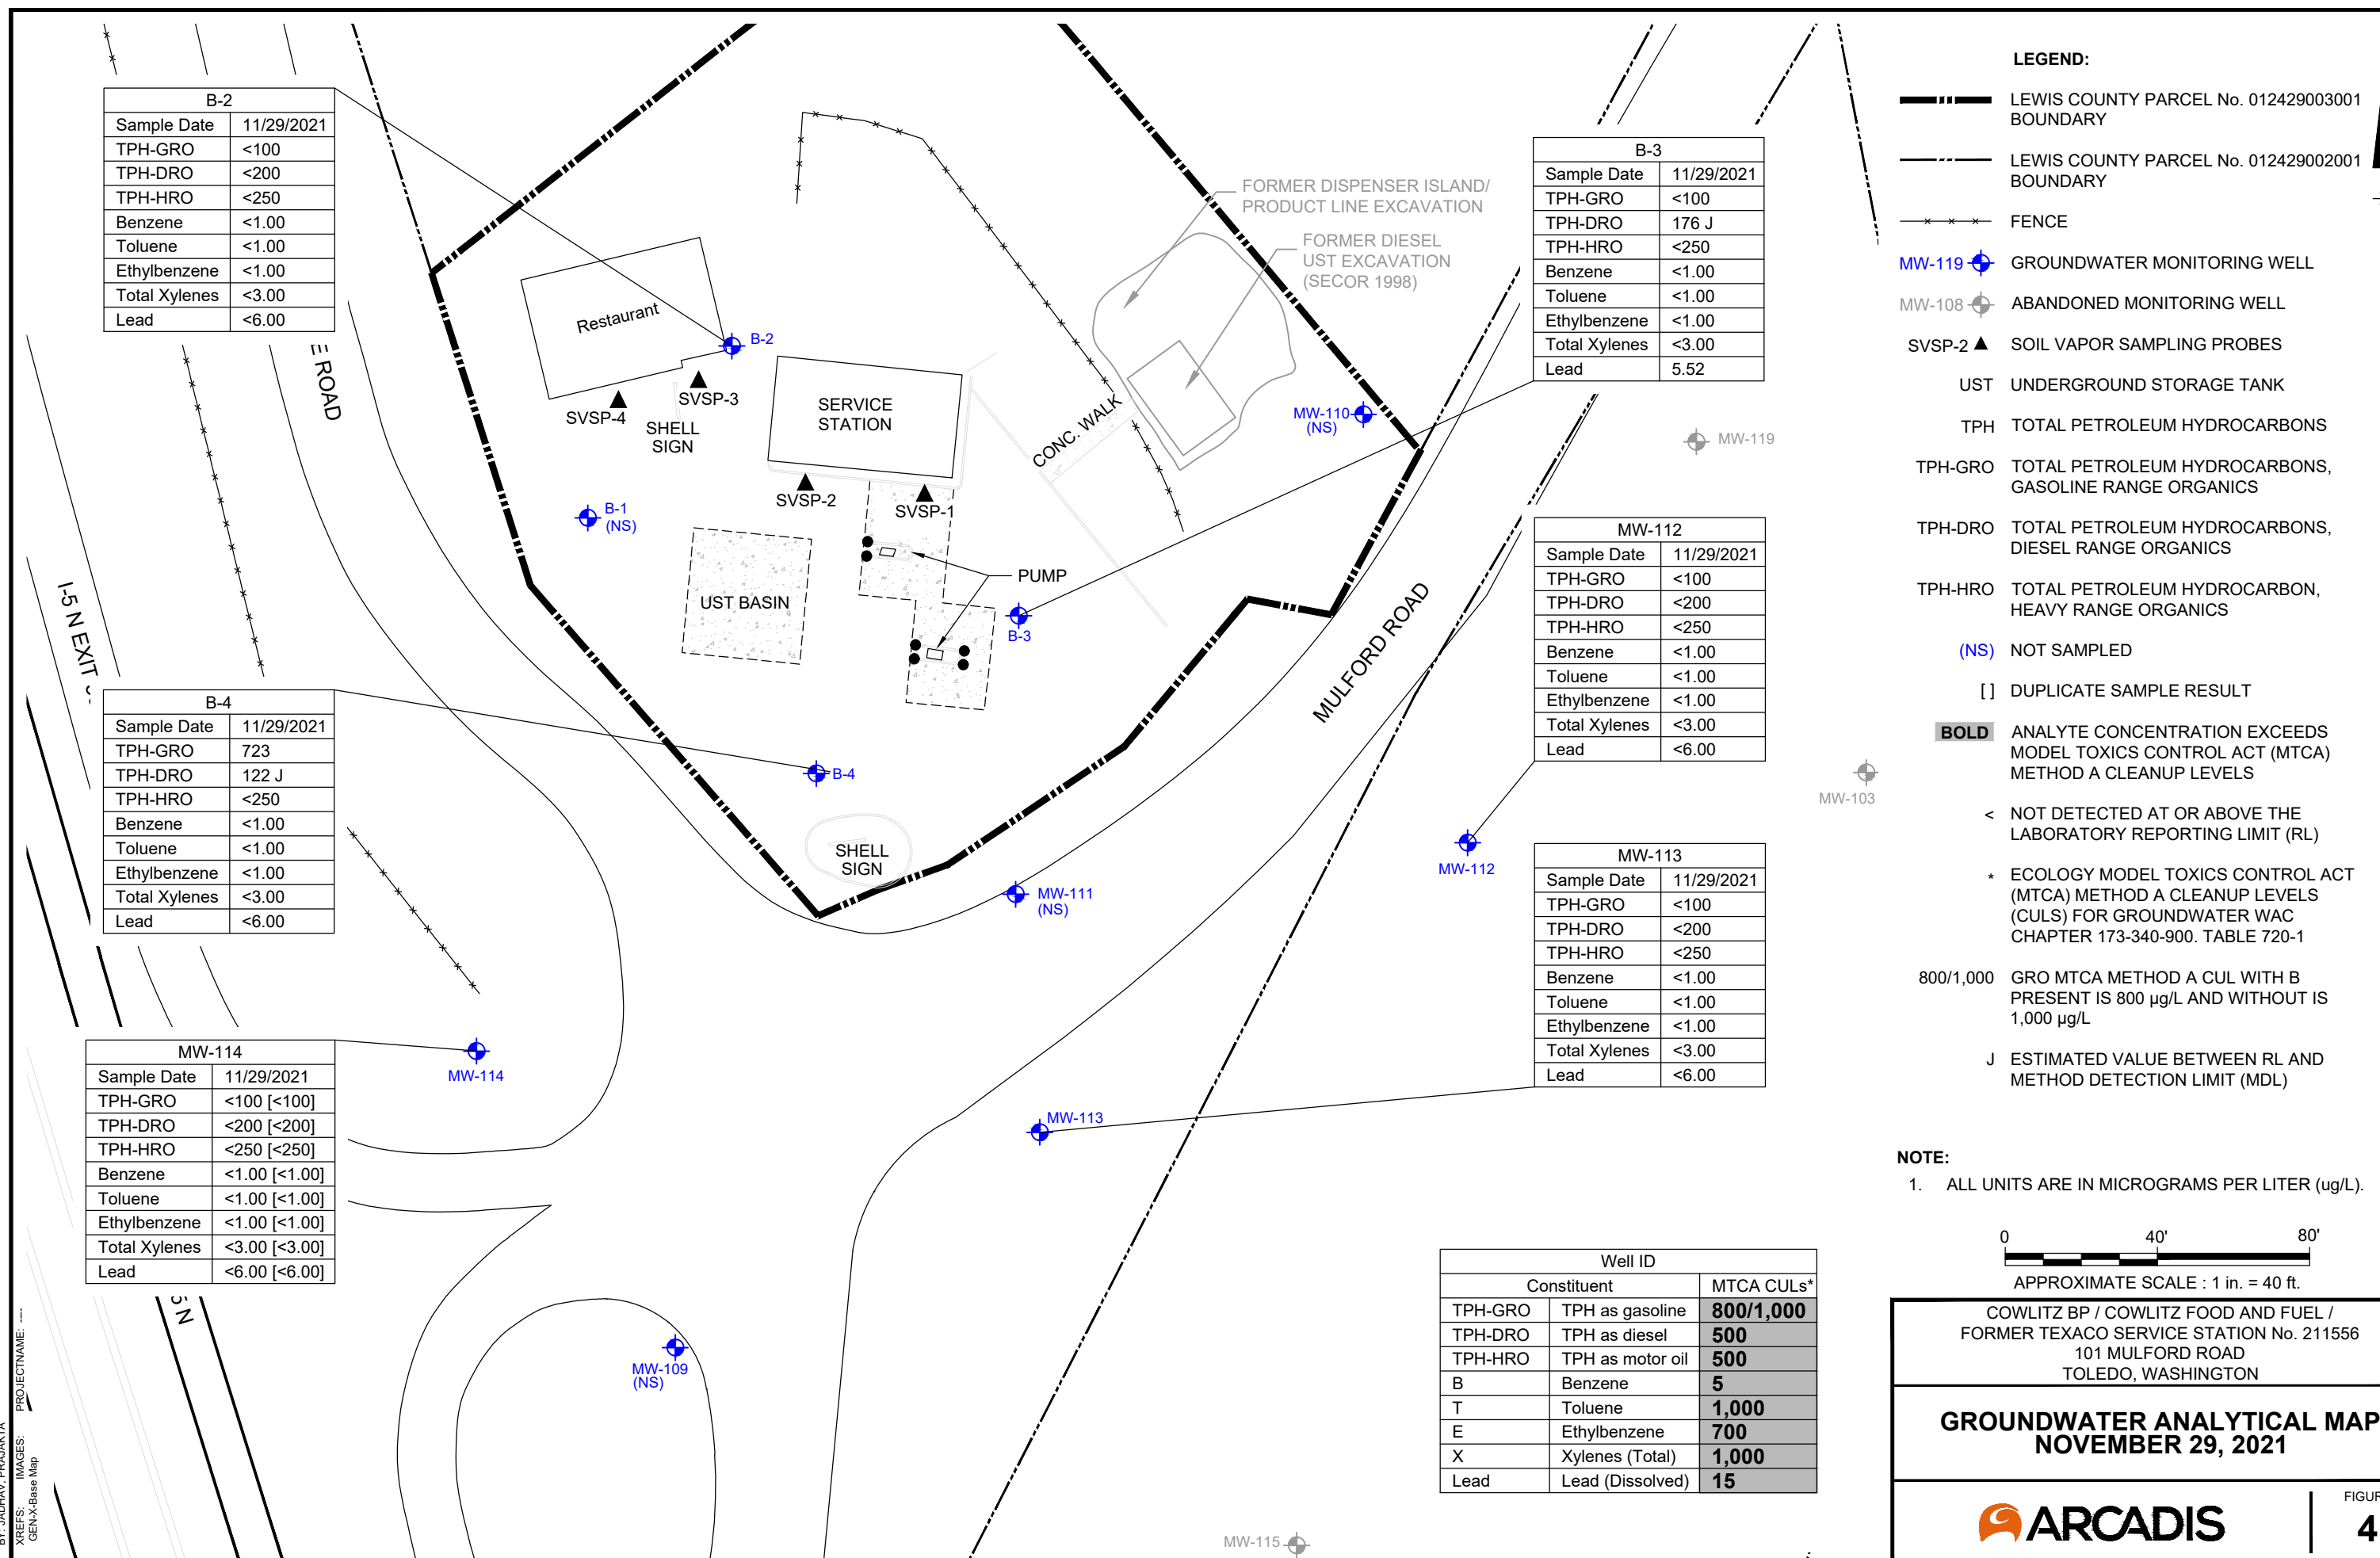 B-2
Sample Date 11/29/2021
TPH-GRO <100
TPH-DRO <200
TPH-HRO <250
Benzene <1.00
Toluene <1.00
Ethylbenzene <1.00
Total Xylenes <3.00
Lead <6.00
B-4
Sample Date 11/29/2021
TPH-GRO 723
TPH-DRO 122 J
TPH-HRO <250
Benzene <1.00
Toluene <1.00
Ethylbenzene <1.00
Total Xylenes <3.00
Lead <6.00
MW-114
Sample Date 11/29/2021
TPH-GRO <100 [<100]
TPH-DRO <200 [<200]
TPH-HRO <250 [<250]
Benzene <1.00 [<1.00]
Toluene <1.00 [<1.00]
Ethylbenzene <1.00 [<1.00]
Total Xylenes <3.00 [<3.00]
Lead <6.00 [<6.00]
B-3
Sample Date 11/29/2021
TPH-GRO <100
TPH-DRO 176 J
TPH-HRO <250
Benzene <1.00
Toluene <1.00
Ethylbenzene <1.00
Total Xylenes <3.00
Lead 5.52
MW-112
Sample Date 11/29/2021
TPH-GRO <100
TPH-DRO <200
TPH-HRO <250
Benzene <1.00
Toluene <1.00
Ethylbenzene <1.00
Total Xylenes <3.00
Lead <6.00
MW-113
Sample Date 11/29/2021
TPH-GRO <100
TPH-DRO <200
TPH-HRO <250
Benzene <1.00
Toluene <1.00
Ethylbenzene <1.00
Total Xylenes <3.00
Lead <6.00
Well ID
Constituent MTCA CULs*
TPH-GRO TPH as gasoline 800/1,000
TPH-DRO TPH as diesel 500
TPH-HRO TPH as motor oil 500
B Benzene 5
T Toluene 1,000
E Ethylbenzene 700
X Xylenes (Total) 1,000
Lead Lead (Dissolved) 15
FORMER DISPENSER ISLAND/
PRODUCT LINE EXCAVATION
FORMER DIESEL
UST EXCAVATION
(SECOR 1998)
Restaurant
B-2
SVSP-3
SVSP-4
SHELL
SIGN
SERVICE
STATION
CONC. WALK
MW-110
(NS)
MW-119
SVSP-2
SVSP-1
B-1
(NS)
PUMP
UST BASIN
B-3
E ROAD
I-5 N EXIT
MULFORD ROAD
B-4
MW-103
SHELL
SIGN
MW-111
(NS)
MW-112
MW-114
MW-113
5 N
MW-109
(NS)
MW-115
LEGEND:
LEWIS COUNTY PARCEL No. 012429003001
BOUNDARY
LEWIS COUNTY PARCEL No. 012429002001
BOUNDARY
FENCE
MW-119 GROUNDWATER MONITORING WELL
MW-108 ABANDONED MONITORING WELL
SVSP-2 SOIL VAPOR SAMPLING PROBES
UST UNDERGROUND STORAGE TANK
TPH TOTAL PETROLEUM HYDROCARBONS
TPH-GRO TOTAL PETROLEUM HYDROCARBONS,
GASOLINE RANGE ORGANICS
TPH-DRO TOTAL PETROLEUM HYDROCARBONS,
DIESEL RANGE ORGANICS
TPH-HRO TOTAL PETROLEUM HYDROCARBON,
HEAVY RANGE ORGANICS
(NS) NOT SAMPLED
[ ] DUPLICATE SAMPLE RESULT
BOLD ANALYTE CONCENTRATION EXCEEDS
MODEL TOXICS CONTROL ACT (MTCA)
METHOD A CLEANUP LEVELS
< NOT DETECTED AT OR ABOVE THE
LABORATORY REPORTING LIMIT (RL)
* ECOLOGY MODEL TOXICS CONTROL ACT
(MTCA) METHOD A CLEANUP LEVELS
(CULS) FOR GROUNDWATER WAC
CHAPTER 173-340-900. TABLE 720-1
800/1,000 GRO MTCA METHOD A CUL WITH B
PRESENT IS 800 µg/L AND WITHOUT IS
1,000 µg/L
J ESTIMATED VALUE BETWEEN RL AND
METHOD DETECTION LIMIT (MDL)
NOTE:
1. ALL UNITS ARE IN MICROGRAMS PER LITER (ug/L).
0 40' 80'
APPROXIMATE SCALE : 1 in. = 40 ft.
COWLITZ BP / COWLITZ FOOD AND FUEL /
FORMER TEXACO SERVICE STATION No. 211556
101 MULFORD ROAD
TOLEDO, WASHINGTON
GROUNDWATER ANALYTICAL MAP
NOVEMBER 29, 2021
ARCADIS
FIGUR
4
XREFS: IMAGES: PROJECTNAME: ----
GEN-X-Base Map